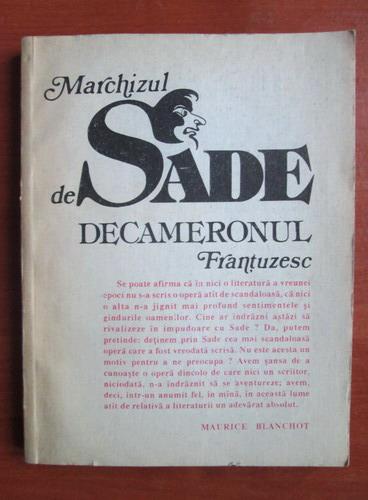 Marchizul
de SADE
DECAMERONUL
Franțuzesc
Se poate afirma că în nici o literatură a vreunei
epoci nu s-a scris o operă atît de scandaloasă, că nici
o alta n-a jignit mai profund sentimentele și
gîndurile oamenilor. Cine ar îndrăzni astăzi să
rivalizeze în impudoare cu Sade ? Da, putem
pretinde: deținem prin Sade cea mai scandaloasă
operă care a fost vreodată scrisă. Nu este acesta un
motiv pentru a ne preocupa ? Avem șansa de a
cunoaște o operă dincolo de care nici un scriitor,
niciodată, n-a îndrăznit să se aventureze; avem,
deci, într-un anumit fel, în mînă, în această lume
atît de relativă a literaturii un adevărat absolut.
MAURICE BLANCHOT